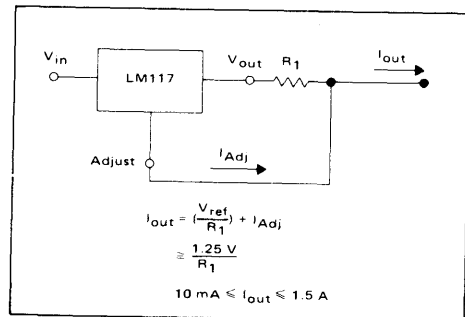 V_in
LM117
V_out
R_1
I_out
Adjust
I_Adj
I_out = (V_ref/R_1) + I_Adj
≅ 1.25 V/R_1
10 mA ≤ I_out ≤ 1.5 A